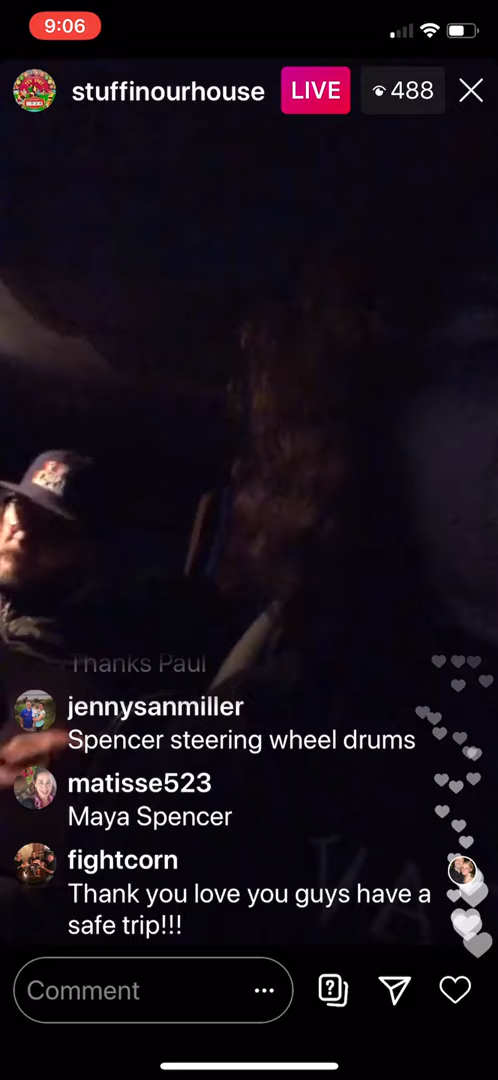 9:06
stuffinourhouse LIVE 488
Thanks Paul
jennysanmiller
Spencer steering wheel drums
matisse523
Maya Spencer
fightcorn
Thank you love you guys have a
safe trip!!!
Comment